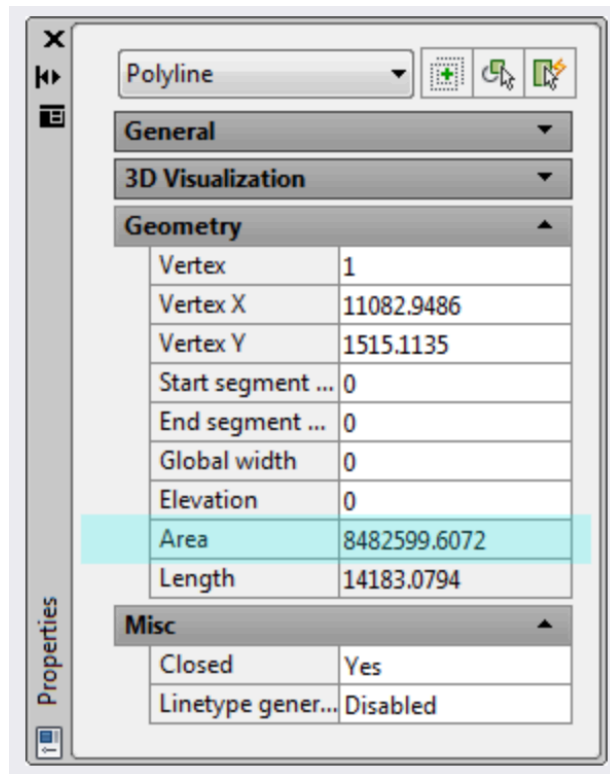 Polyline
General
3D Visualization
Geometry
Vertex 1
Vertex X 11082.9486
Vertex Y 1515.1135
Start segment ... 0
End segment ... 0
Global width 0
Elevation 0
Area 8482599.6072
Length 14183.0794
Misc
Closed Yes
Linetype gener... Disabled
Properties